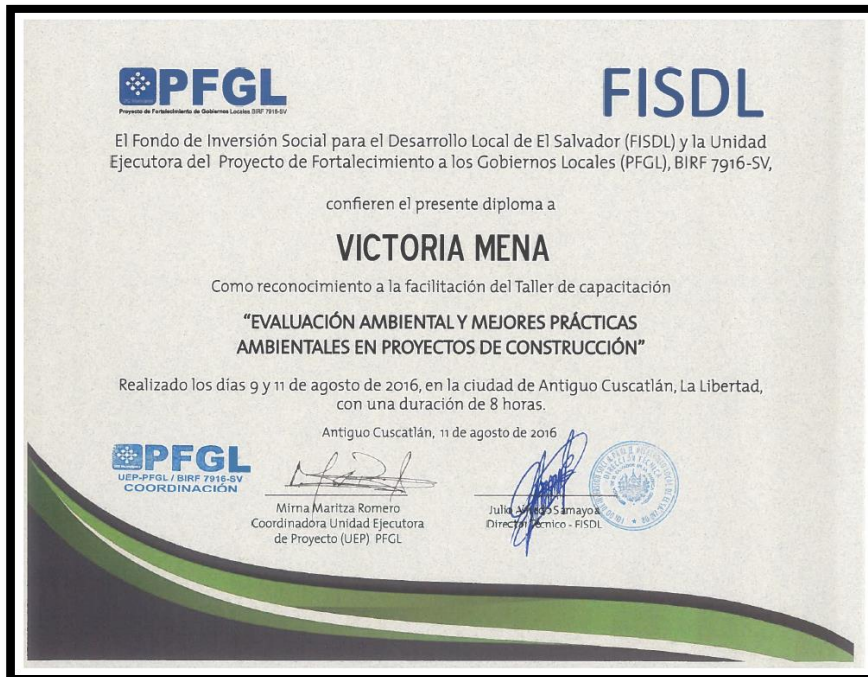 PFGL
Proyecto de Fortalecimiento de Gobiernos Locales BIRF 7916-SV
FISDL
El Fondo de Inversión Social para el Desarrollo Local de El Salvador (FISDL) y la Unidad
Ejecutora del Proyecto de Fortalecimiento a los Gobiernos Locales (PFGL), BIRF 7916-SV,
confieren el presente diploma a
VICTORIA MENA
Como reconocimiento a la facilitación del Taller de capacitación
“EVALUACIÓN AMBIENTAL Y MEJORES PRÁCTICAS
AMBIENTALES EN PROYECTOS DE CONSTRUCCIÓN”
Realizado los días 9 y 11 de agosto de 2016, en la ciudad de Antiguo Cuscatlán, La Libertad,
con una duración de 8 horas.
Antiguo Cuscatlán, 11 de agosto de 2016
PFGL
UEP-PFGL / BIRF 7916-SV
COORDINACIÓN
Mirna Maritza Romero
Coordinadora Unidad Ejecutora
de Proyecto (UEP) PFGL
Julio Alfredo Samayoa
Director Técnico - FISDL